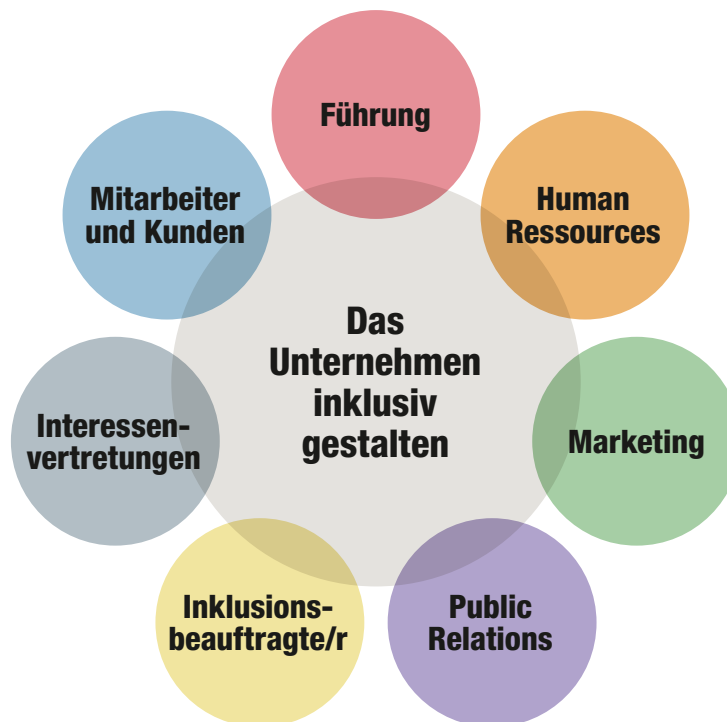 Führung
Human
Ressources
Marketing
Public
Relations
Inklusions-
beauftragte/r
Interessen-
vertretungen
Mitarbeiter
und Kunden
Das
Unternehmen
inklusiv
gestalten